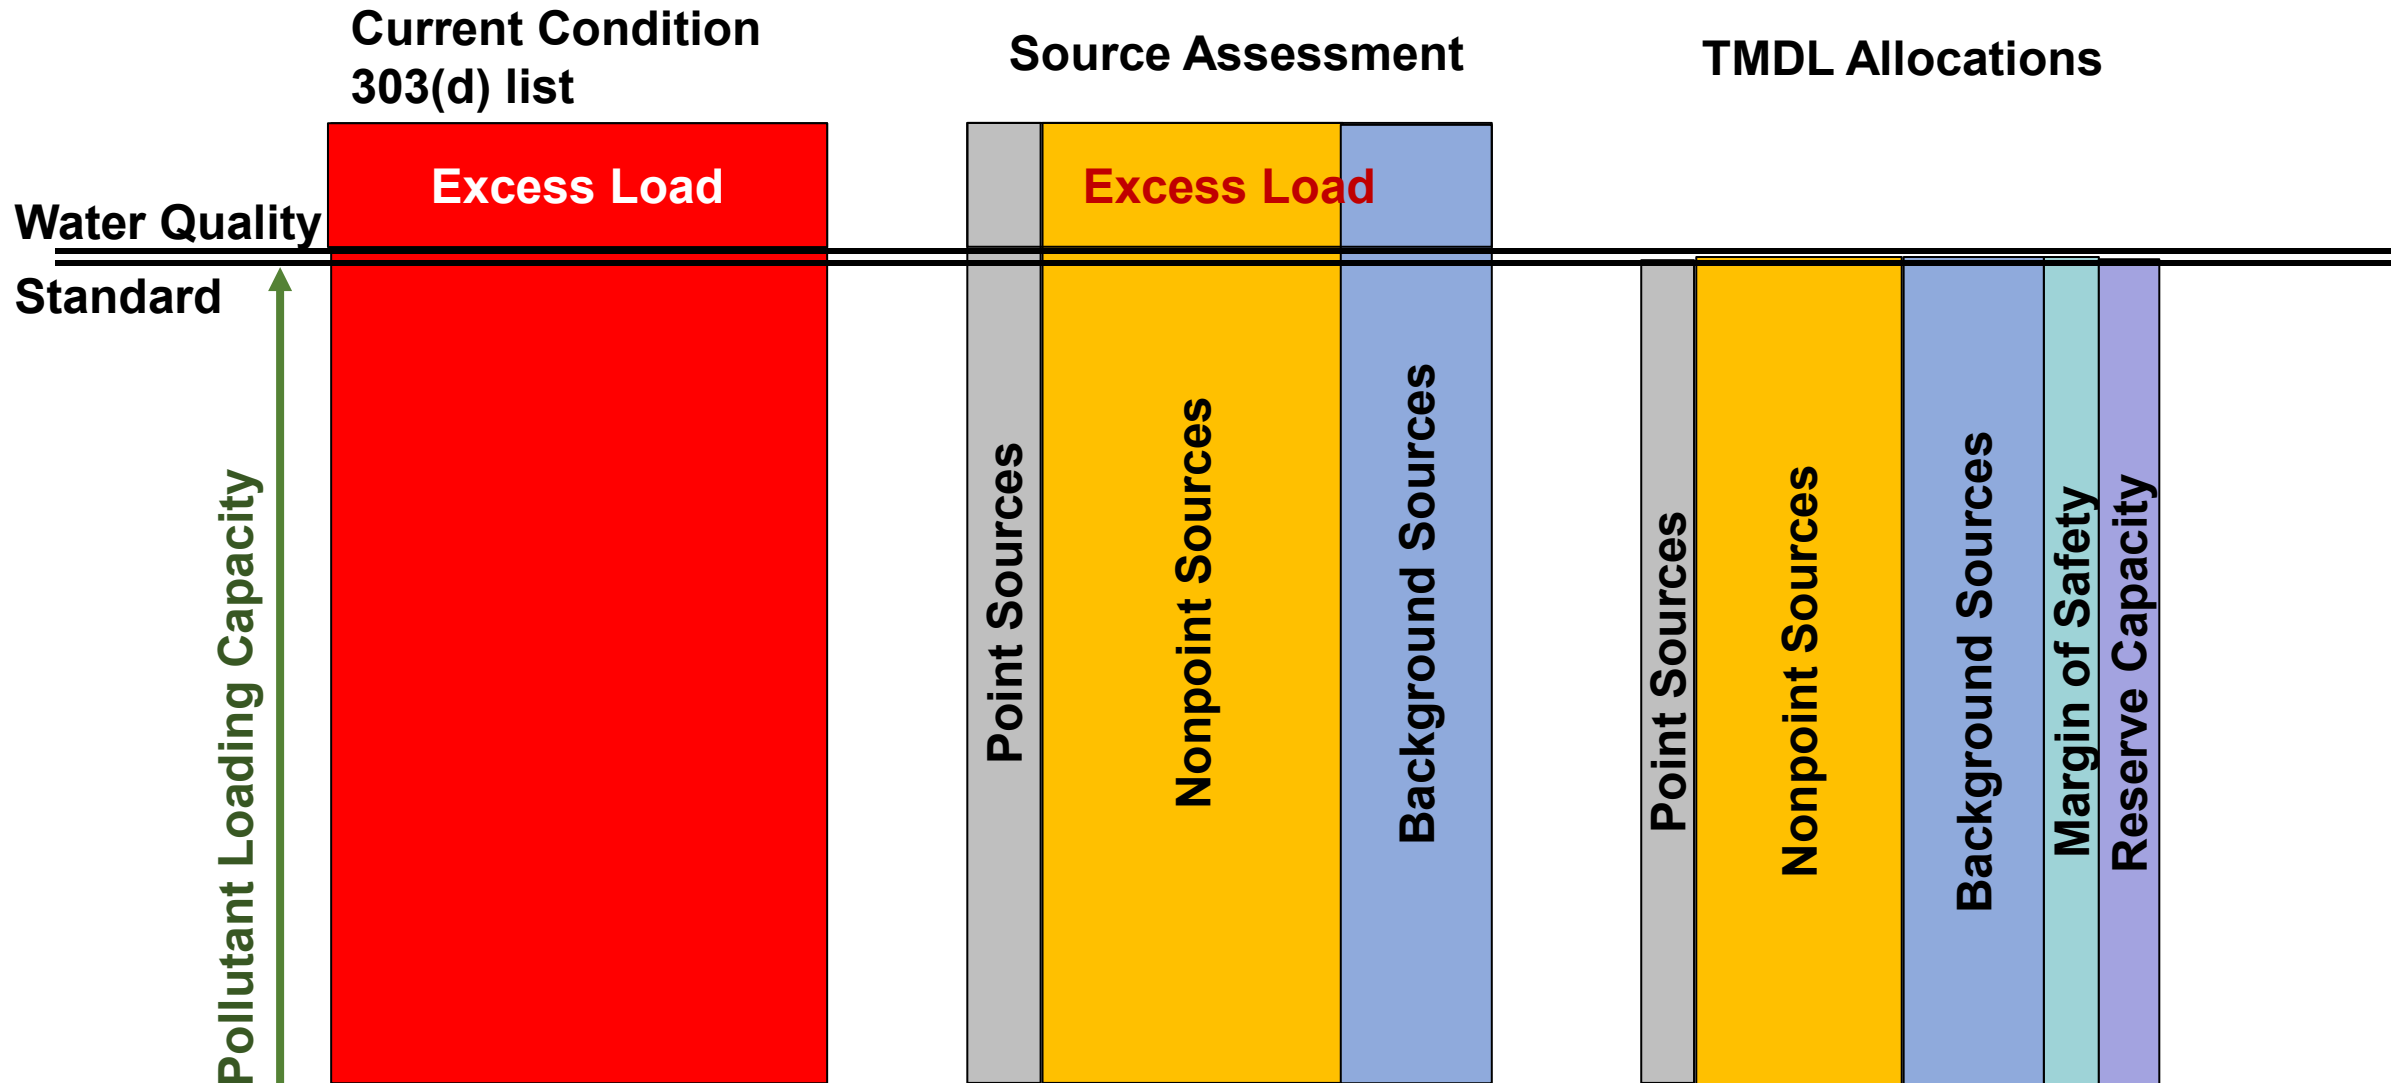 Current Condition
303(d) list
Source Assessment
TMDL Allocations
Excess Load
Excess Load
Water Quality
Standard
Pollutant Loading Capacity
Point Sources
Nonpoint Sources
Background Sources
Point Sources
Nonpoint Sources
Background Sources
Margin of Safety
Reserve Capacity